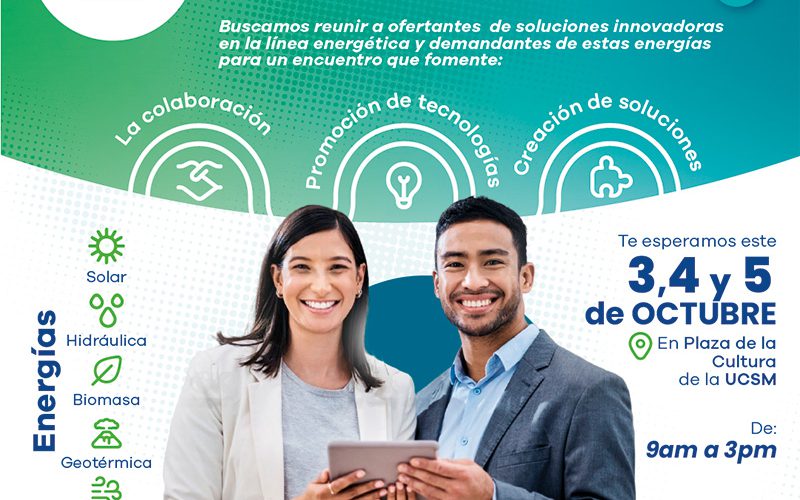 Buscamos reunir a ofertantes de soluciones innovadoras
en la línea energética y demandantes de estas energías
para un encuentro que fomente:
La colaboración
Promoción de tecnologías
Creación de soluciones
Energías
Solar
Hidráulica
Biomasa
Geotérmica
Te esperamos este
3,4 y 5
de OCTUBRE
En Plaza de la
Cultura
de la UCSM
De:
9am a 3pm